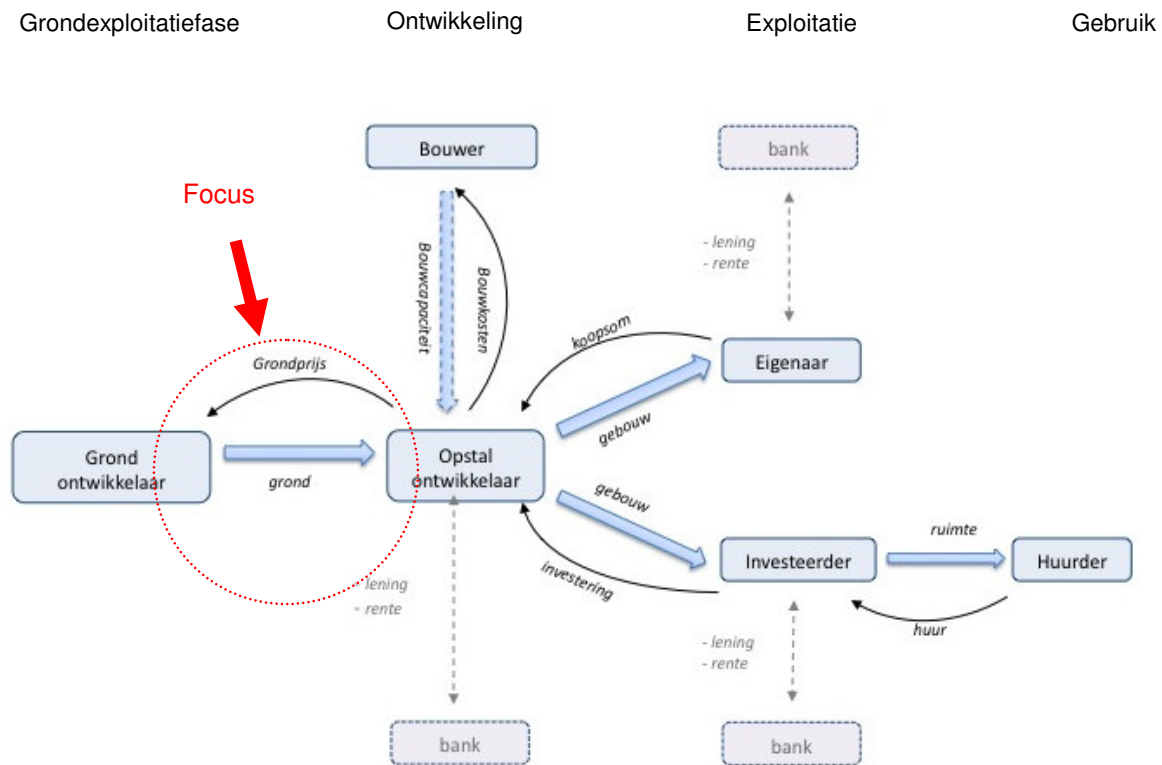 Grondexploitatiefase
Ontwikkeling
Exploitatie
Gebruik
Bouwer
bank
Focus
Bouwcapaciteit
Bouwkosten
- lening
- rente
koopsom
Eigenaar
Grondprijs
gebouw
Grond
ontwikkelaar
grond
Opstal
ontwikkelaar
gebouw
ruimte
Investeerder
Huurder
investering
- lening
- rente
huur
- lening
- rente
bank
bank